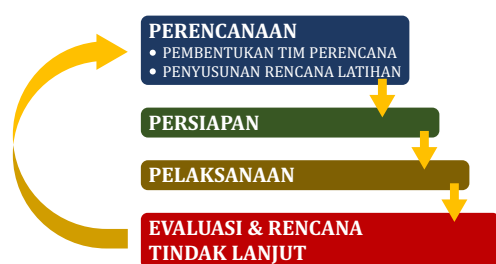 PERENCANAAN
• PEMBENTUKAN TIM PERENCANA
• PENYUSUNAN RENCANA LATIHAN
PERSIAPAN
PELAKSANAAN
EVALUASI & RENCANA
TINDAK LANJUT